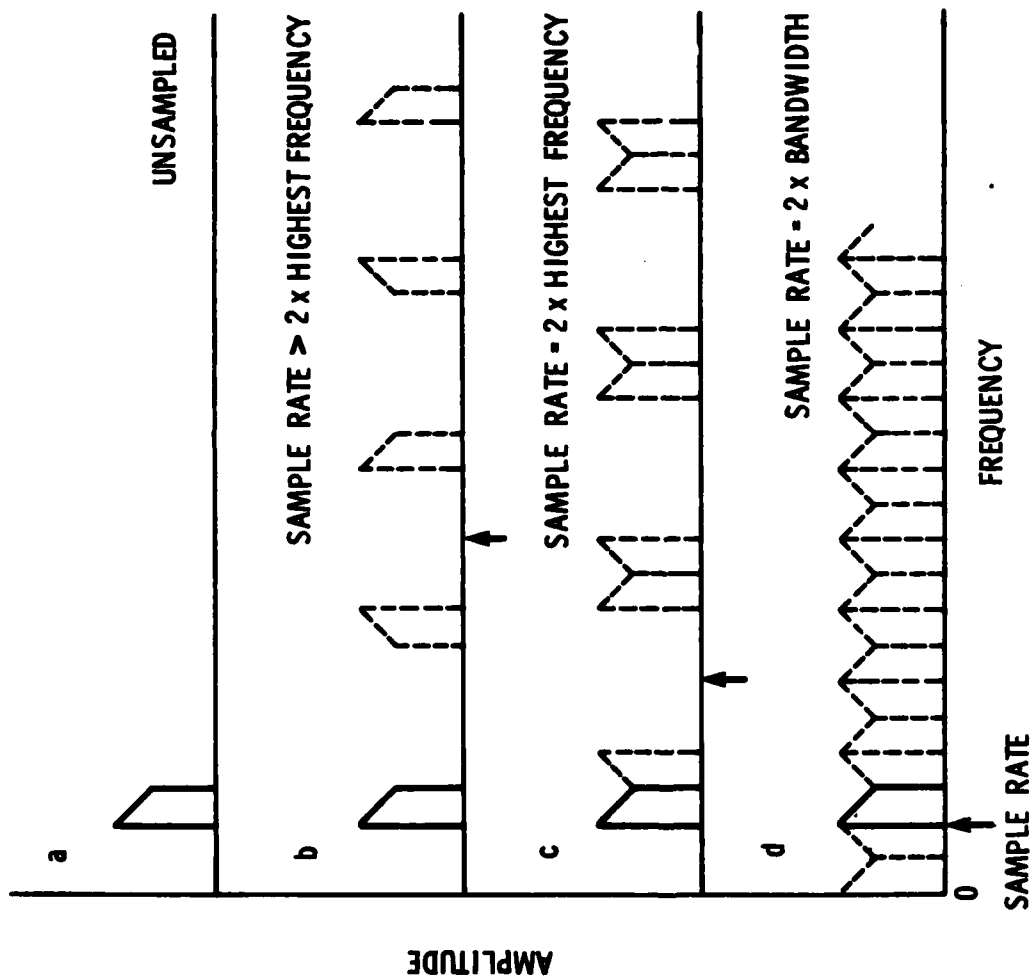 a
UNSAMPLED
b
SAMPLE RATE > 2 x HIGHEST FREQUENCY
c
SAMPLE RATE = 2 x HIGHEST FREQUENCY
d
SAMPLE RATE = 2 x BANDWIDTH
0
FREQUENCY
SAMPLE RATE
AMPLITUDE